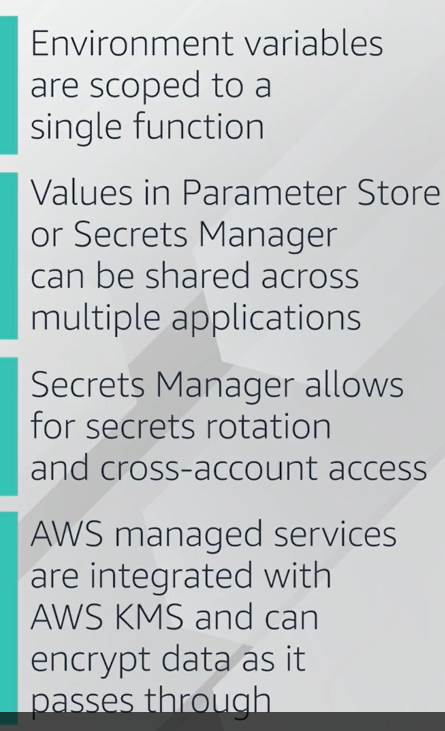 Environment variables
are scoped to a
single function
Values in Parameter Store
or Secrets Manager
can be shared across
multiple applications
Secrets Manager allows
for secrets rotation
and cross-account access
AWS managed services
are integrated with
AWS KMS and can
encrypt data as it
passes through